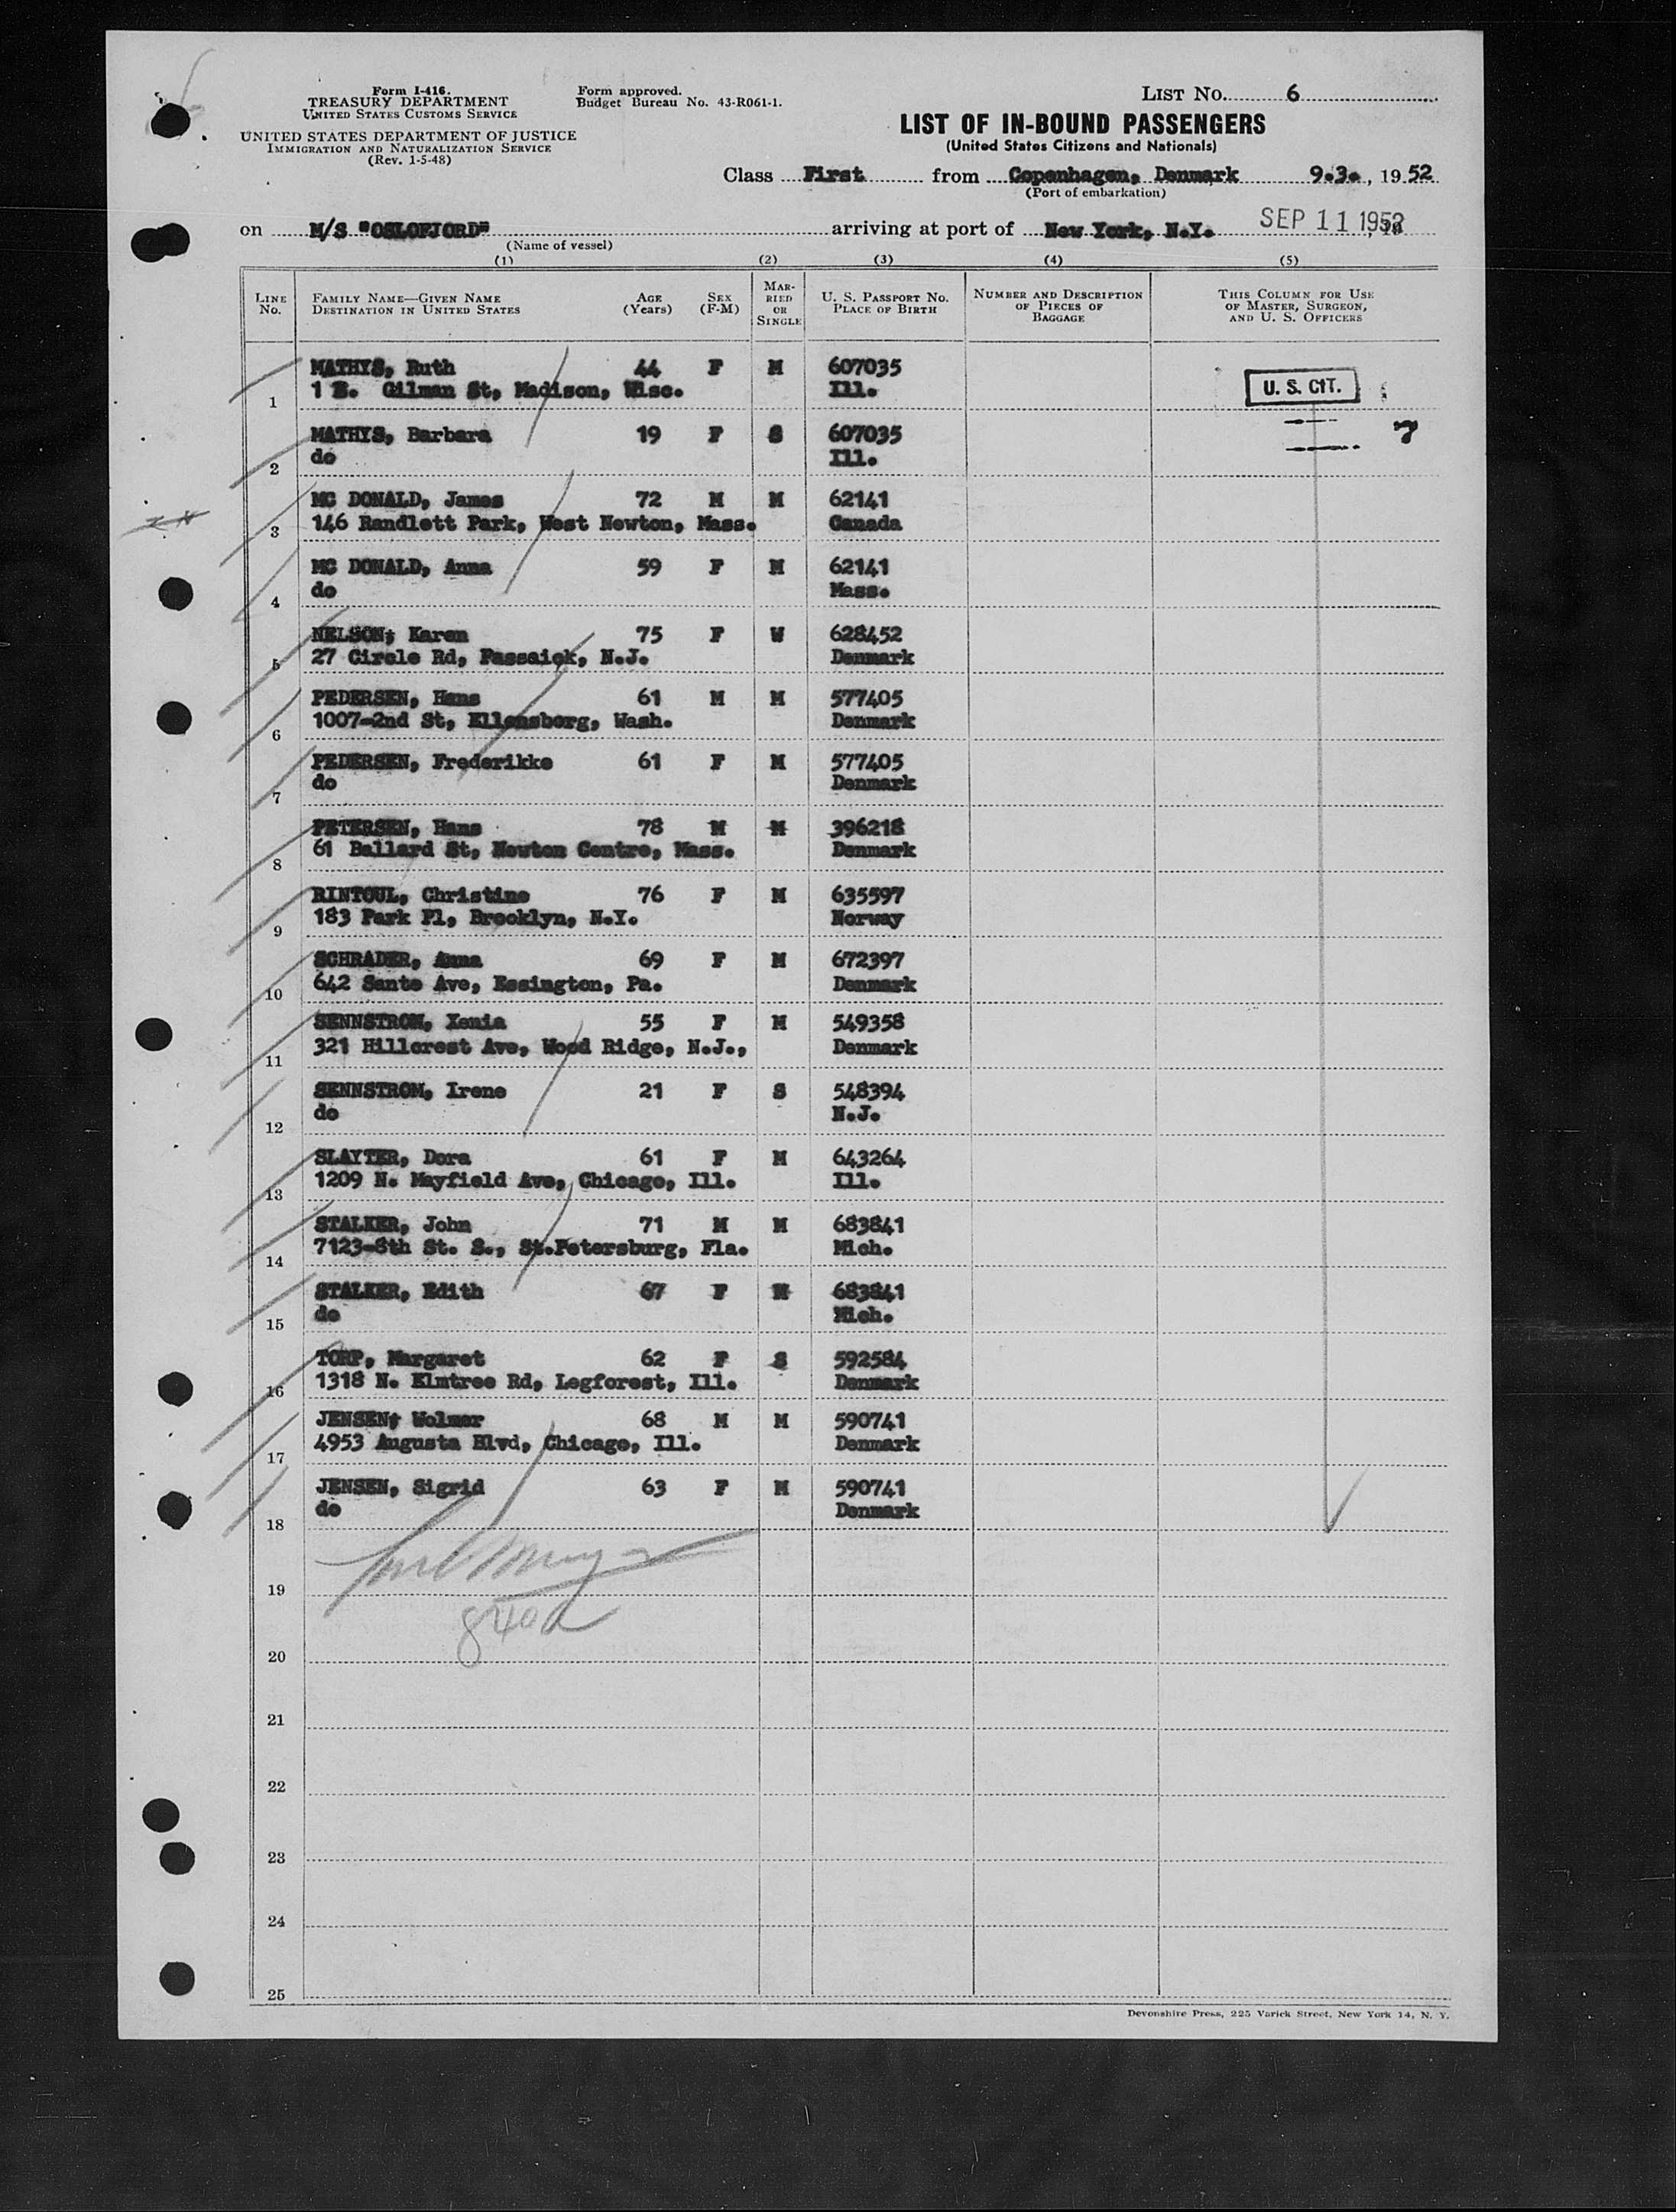 Form I-416.
TREASURY DEPARTMENT
UNITED STATES CUSTOMS SERVICE
UNITED STATES DEPARTMENT OF JUSTICE
IMMIGRATION AND NATURALIZATION SERVICE
(Rev. 1-5-48)
Form approved.
Budget Bureau No. 43-R061-1.
LIST NO. 6
LIST OF IN-BOUND PASSENGERS
(United States Citizens and Nationals)
Class First from Copenhagen, Denmark 9.3., 1952
(Port of embarkation)
on M/S "OSLOFJORD" arriving at port of New York, N.Y. SEP 11 1952
(Name of vessel)
(1) (2) (3) (4) (5)
LINE No. FAMILY NAME—GIVEN NAME DESTINATION IN UNITED STATES AGE (Years) SEX (F-M) MARRIED OR SINGLE U. S. PASSPORT NO. PLACE OF BIRTH NUMBER AND DESCRIPTION OF PIECES OF BAGGAGE THIS COLUMN FOR USE OF MASTER, SURGEON, AND U. S. OFFICERS
MATHYS, Ruth 44 F M 607035
1 1 E. Gilman St, Madison, Wisc. Ill. U. S. CIT.
MATHYS, Barbara 19 F S 607035 7
2 do Ill.
MC DONALD, James 72 M M 62141
3 146 Randlett Park, West Newton, Mass. Canada
MC DONALD, Anna 59 F M 62141
4 do Mass.
NELSON, Karen 75 F W 628452
5 27 Circle Rd, Passaick, N.J. Denmark
PEDERSEN, Hans 61 M M 577405
6 1007-2nd St, Ellensborg, Wash. Denmark
PEDERSEN, Frederikke 61 F M 577405
7 do Denmark
PETERSEN, Hans 78 M M 396218
8 61 Ballard St, Newton Centre, Mass. Denmark
RINTOUL, Christine 76 F M 635597
9 183 Park Pl, Brooklyn, N.Y. Norway
SCHRADER, Anna 69 F M 672397
10 642 Sante Ave, Essington, Pa. Denmark
SENNSTROM, Xenia 55 F M 549358
11 321 Hillcrest Ave, Wood Ridge, N.J., Denmark
SENNSTROM, Irene 21 F S 548394
12 do N.J.
SLAYTER, Dora 61 F M 643264
13 1209 N. Mayfield Ave, Chicago, Ill. Ill.
STALKER, John 71 M M 683841
14 7123-8th St. S., St.Petersburg, Fla. Mich.
STALKER, Edith 67 F M 683841
15 do Mich.
TORP, Margaret 62 F S 592584
16 1318 N. Elmtree Rd, Legforest, Ill. Denmark
JENSEN, Wolmer 68 M M 590741
17 4953 Augusta Blvd, Chicago, Ill. Denmark
JENSEN, Sigrid 63 F M 590741
18 do Denmark
19
20
21
22
23
24
25
Devonshire Press, 225 Varick Street, New York 14, N. Y.